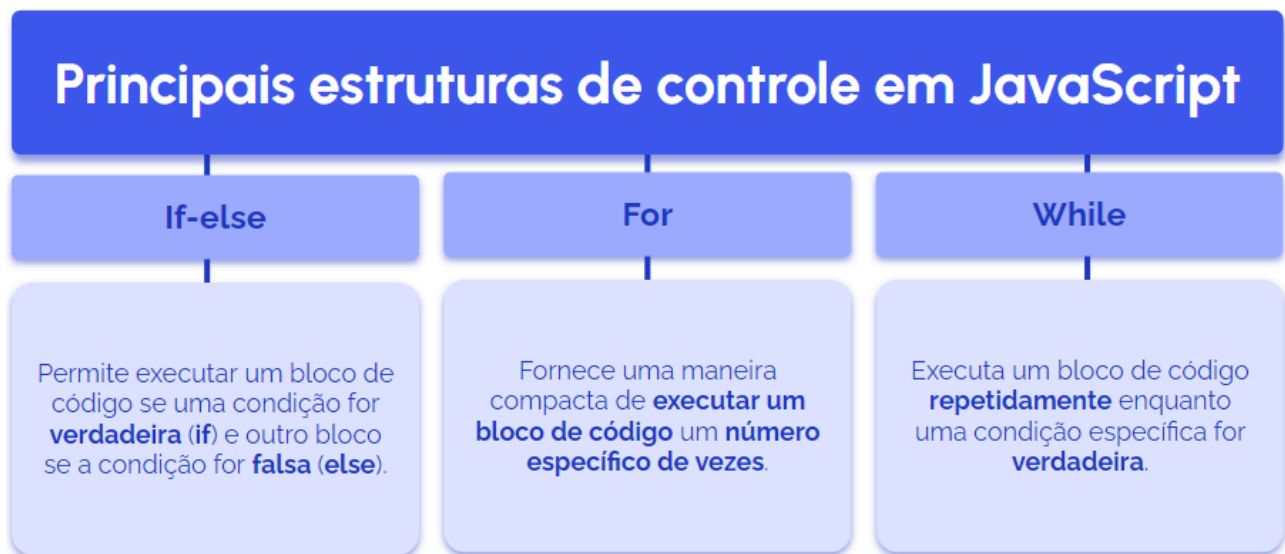 Principais estruturas de controle em JavaScript
If-else
Permite executar um bloco de
código se uma condição for
verdadeira (if) e outro bloco
se a condição for falsa (else).
For
Fornece uma maneira
compacta de executar um
bloco de código um número
específico de vezes.
While
Executa um bloco de código
repetidamente enquanto
uma condição específica for
verdadeira.